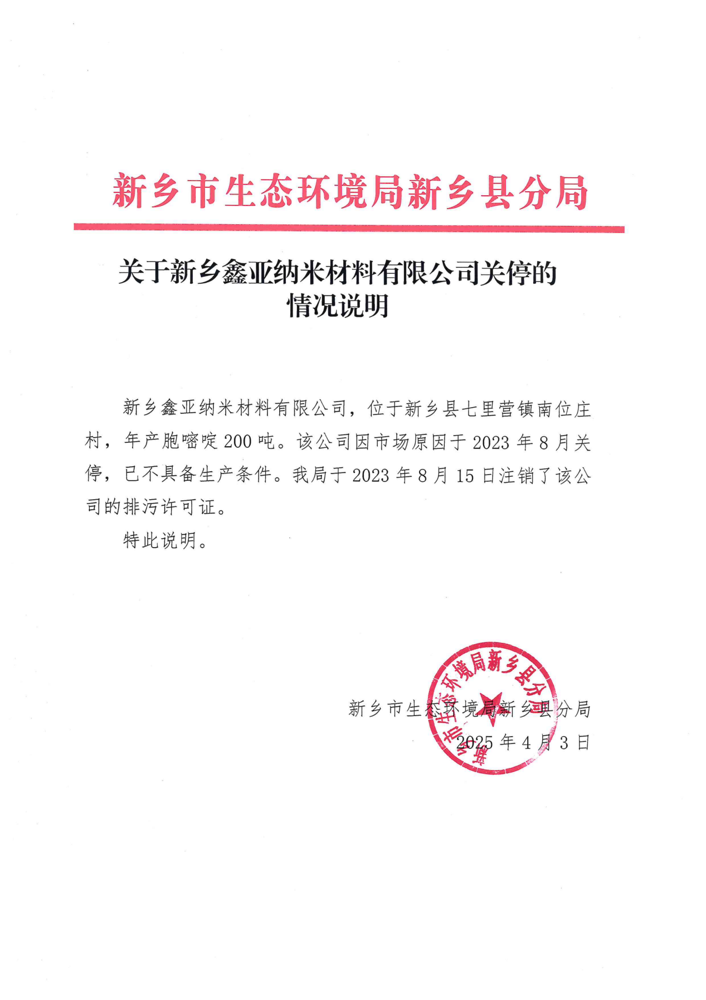 新乡市生态环境局新乡县分局
关于新乡鑫亚纳米材料有限公司关停的
情况说明
新乡鑫亚纳米材料有限公司，位于新乡县七里营镇南位庄
村，年产胞嘧啶 200 吨。该公司因市场原因于 2023 年 8 月关
停，已不具备生产条件。我局于 2023 年 8 月 15 日注销了该公
司的排污许可证。
特此说明。
新乡市生态环境局新乡县分局
新乡市生态环境局新乡县分局
2025 年 4 月 3 日